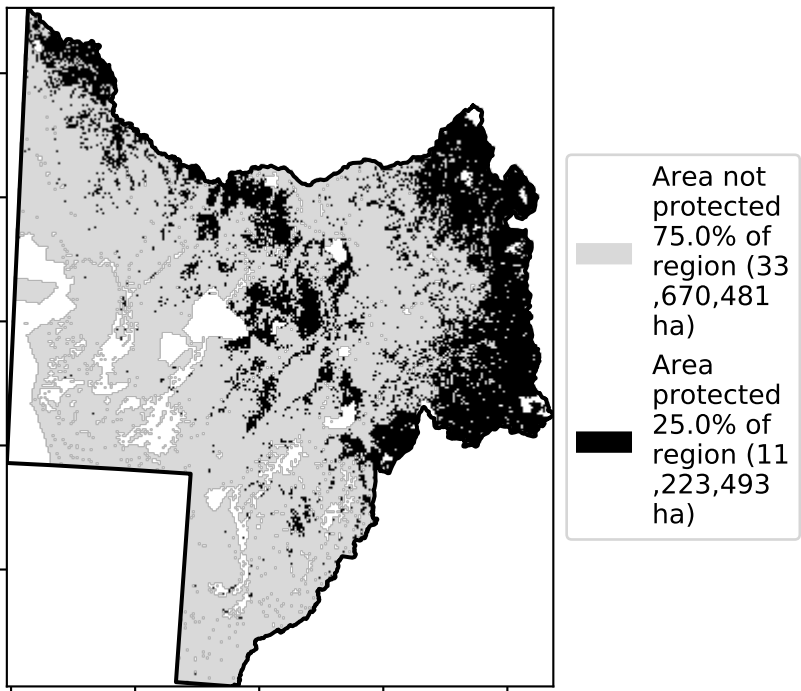 Area not
protected
75.0% of
region (33
,670,481
ha)
Area
protected
25.0% of
region (11
,223,493
ha)